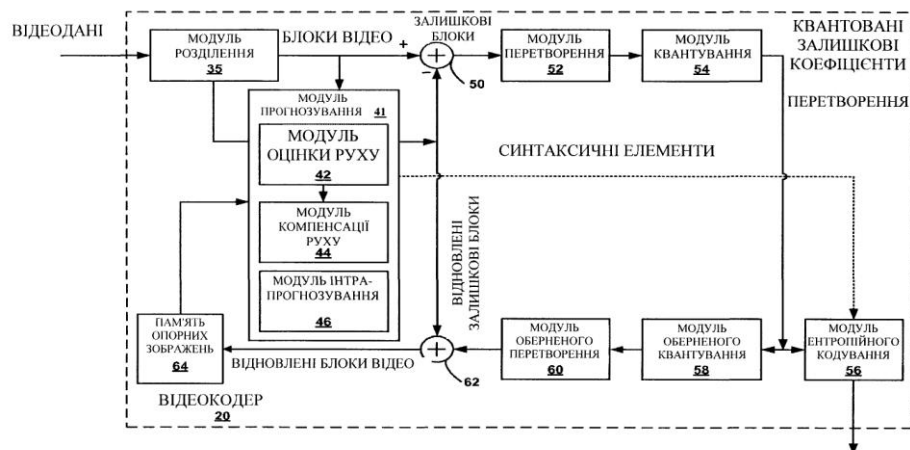 ВІДЕОДАНІ
МОДУЛЬ
РОЗДІЛЕННЯ
35
БЛОКИ ВІДЕО
+
-
ЗАЛИШКОВІ
БЛОКИ
50
МОДУЛЬ
ПЕРЕТВОРЕННЯ
52
МОДУЛЬ
КВАНТУВАННЯ
54
КВАНТОВАНІ
ЗАЛИШКОВІ
КОЕФІЦІЄНТИ
ПЕРЕТВОРЕННЯ
МОДУЛЬ
ПРОГНОЗУВАННЯ 41
МОДУЛЬ
ОЦІНКИ РУХУ
42
МОДУЛЬ
КОМПЕНСАЦІЇ
РУХУ
44
МОДУЛЬ ІНТРА-
ПРОГНОЗУВАННЯ
46
СИНТАКСИЧНІ ЕЛЕМЕНТИ
ВІДНОВЛЕНІ
ЗАЛИШКОВІ БЛОКИ
ПАМ'ЯТЬ
ОПОРНИХ
ЗОБРАЖЕНЬ
64
ВІДНОВЛЕНІ БЛОКИ ВІДЕО
+
62
МОДУЛЬ
ОБЕРНЕНОГО
ПЕРЕТВОРЕННЯ
60
МОДУЛЬ
ОБЕРНЕНОГО
КВАНТУВАННЯ
58
МОДУЛЬ
ЕНТРОПІЙНОГО
КОДУВАННЯ
56
ВІДЕОКОДЕР
20